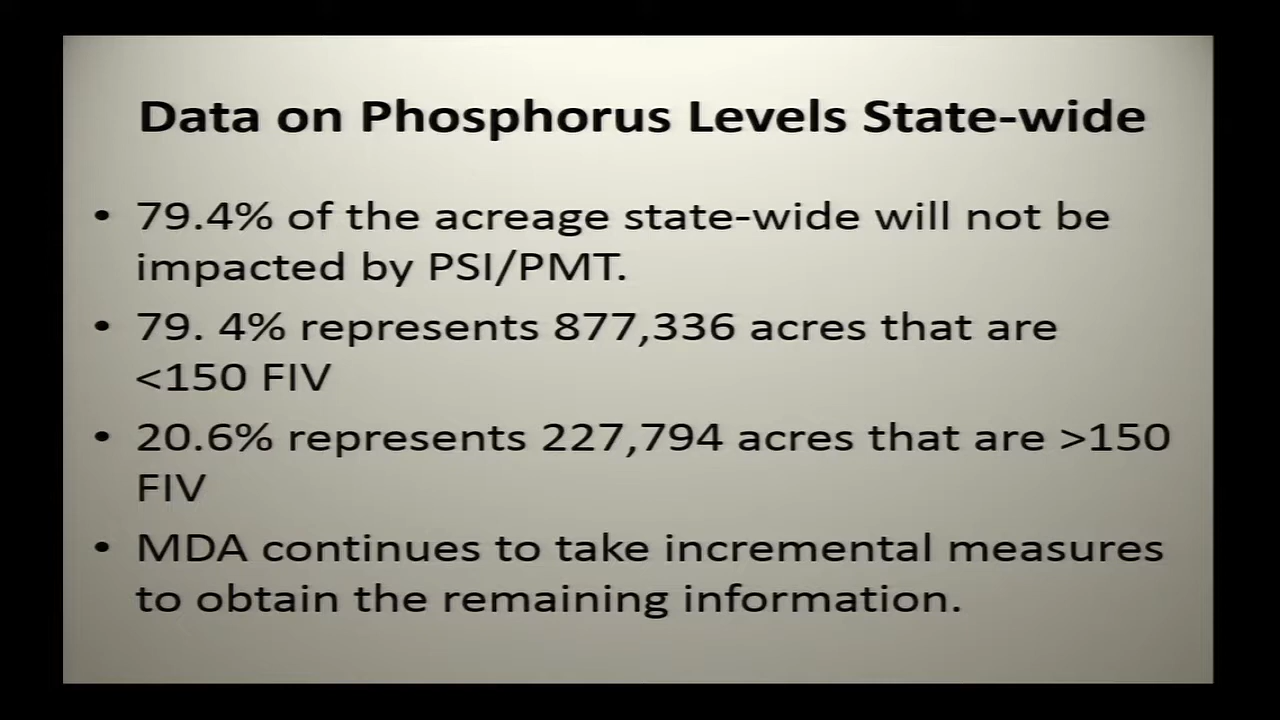 Data on Phosphorus Levels State-wide
• 79.4% of the acreage state-wide will not be
impacted by PSI/PMT.
• 79. 4% represents 877,336 acres that are
<150 FIV
• 20.6% represents 227,794 acres that are >150
FIV
• MDA continues to take incremental measures
to obtain the remaining information.